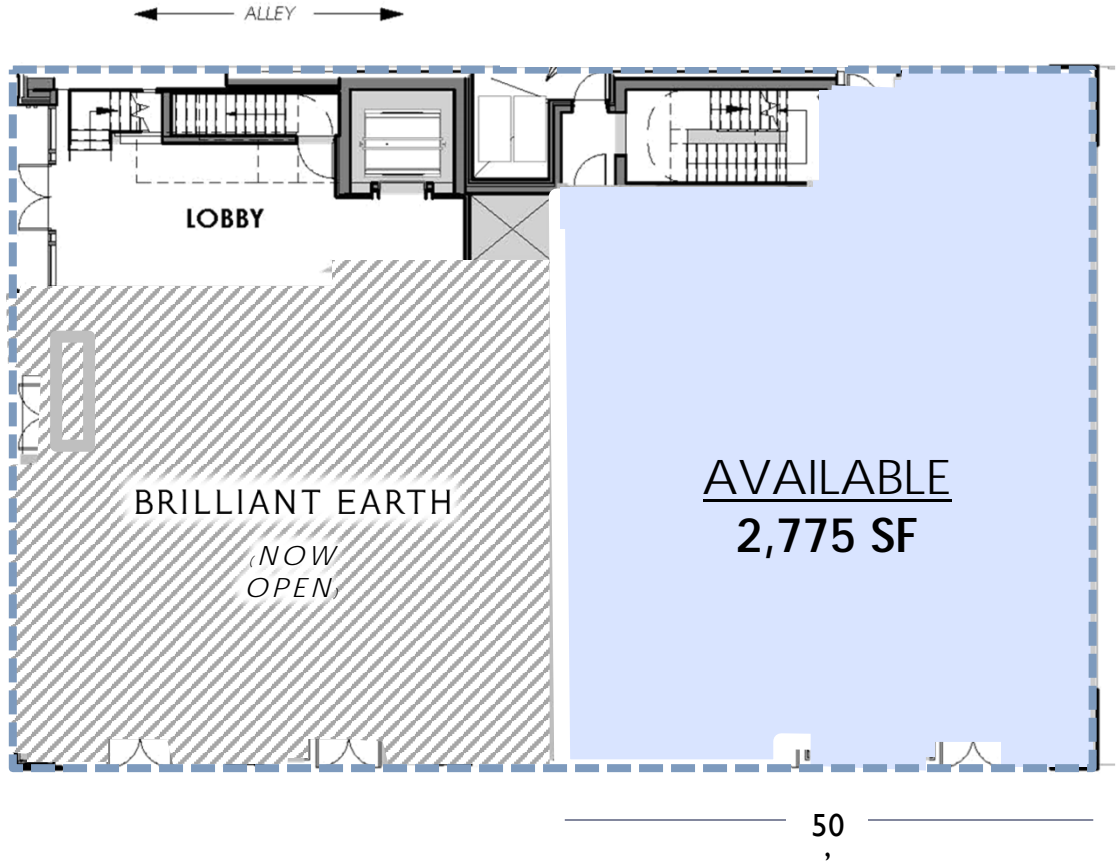 ALLEY
LOBBY
BRILLIANT EARTH
(NOW
OPEN)
AVAILABLE
2,775 SF
50
’